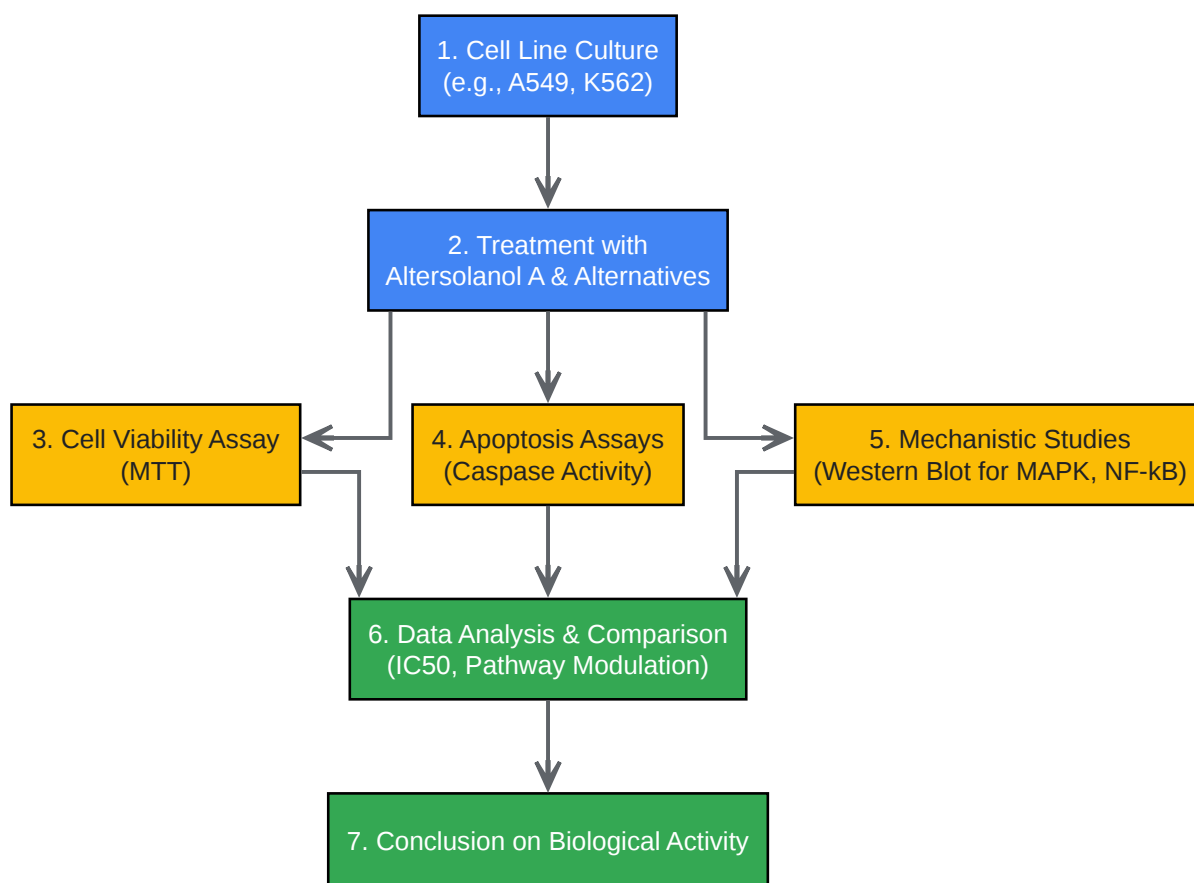 1. Cell Line Culture
(e.g., A549, K562)
2. Treatment with
Altersolanol A & Alternatives
3. Cell Viability Assay
(MTT)
4. Apoptosis Assays
(Caspase Activity)
5. Mechanistic Studies
(Western Blot for MAPK, NF-kB)
6. Data Analysis & Comparison
(IC50, Pathway Modulation)
7. Conclusion on Biological Activity